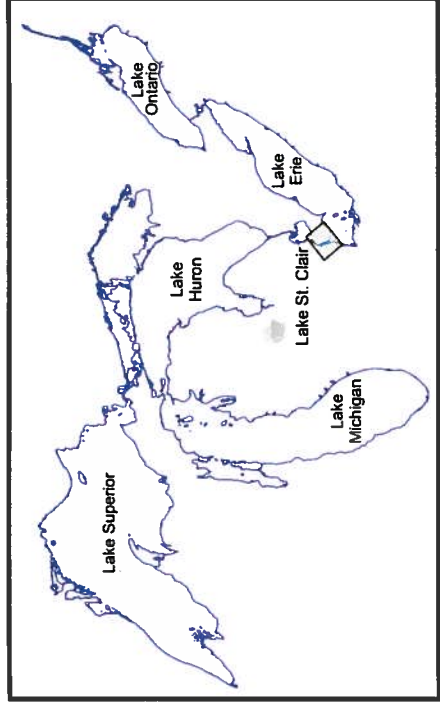 Lake Superior
Lake
Michigan
Lake
Huron
Lake St. Clair
Lake
Erie
Lake
Ontario